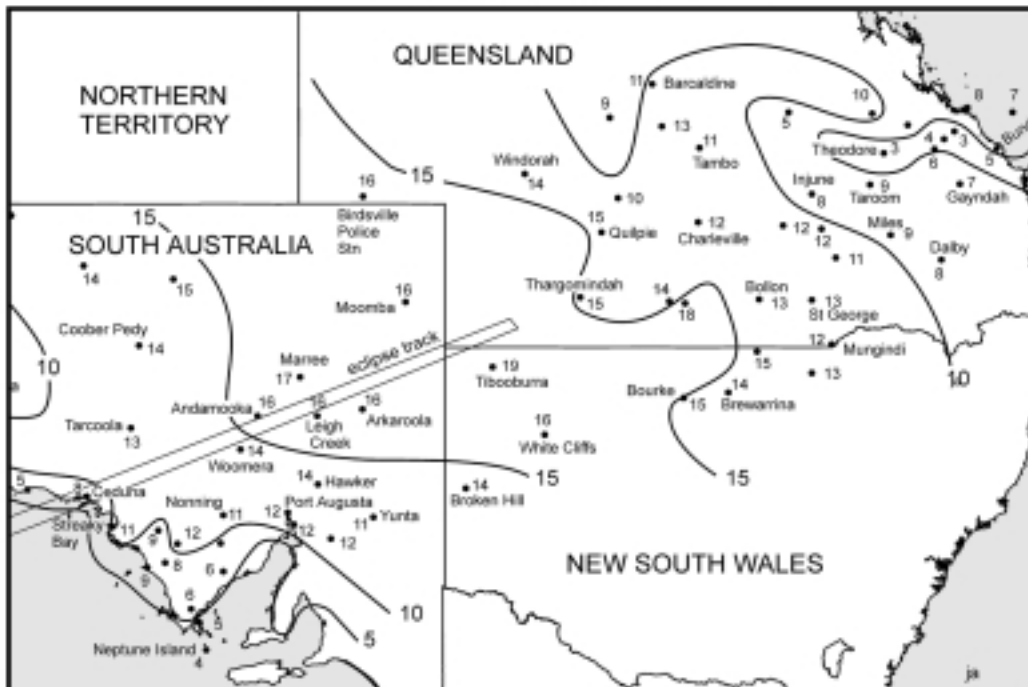 QUEENSLAND
NORTHERN
TERRITORY
11
Barcaldine
9
13
11
Tambo
5
10
8
7
Theodore
3
4
3
6
5
Windorah
14
15
16
Birdsville
Police
Stn
10
Injune
8
9
Taroom
7
Gayndah
15
SOUTH AUSTRALIA
15
Quilpie
12
Charleville
12
12
Miles
9
11
Dalby
8
14
15
Moomba
16
Thargomindah
15
14
18
Bollon
13
13
St George
Coober Pedy
14
10
eclipse track
12
Mungindi
15
13
10
Marree
17
19
Tibooburra
Bourke
15
14
Brewarrina
Andamooka
16
16
Leigh
Creek
16
Arkaroola
Tarcoola
13
14
Woomera
16
White Cliffs
15
15
14
Hawker
14
Broken Hill
5
8
Ceduna
Streaky
Bay
Nonning
11
Port Augusta
12
12
11
Yunta
12
11
9
12
8
9
6
6
5
NEW SOUTH WALES
10
5
Neptune Island
4
ja